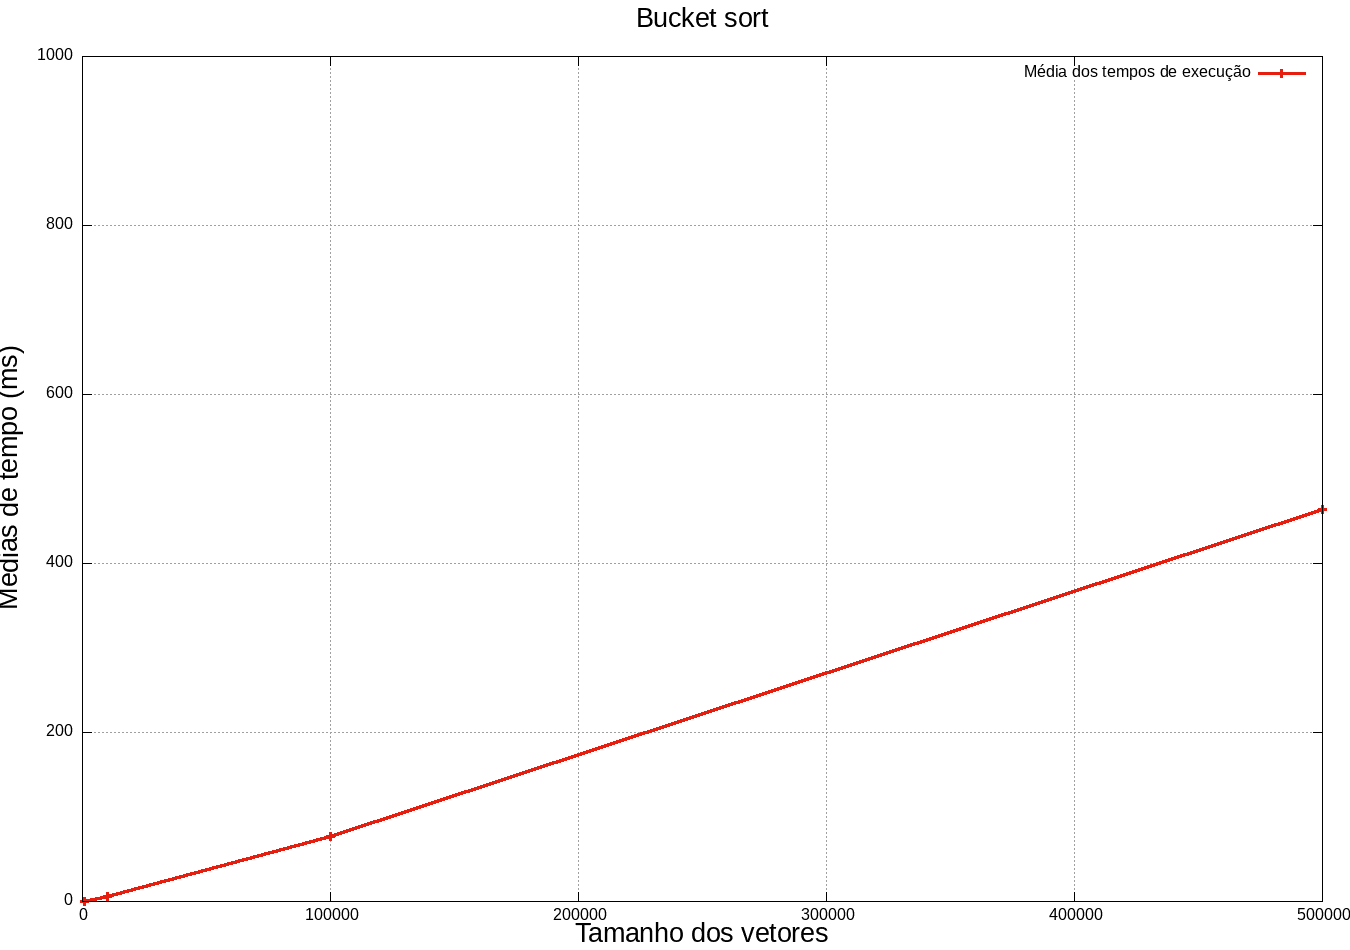 Bucket sort
Média dos tempos de execução
1000
800
600
400
200
0
Medias de tempo (ms)
0 100000 200000 300000 400000 500000
Tamanho dos vetores